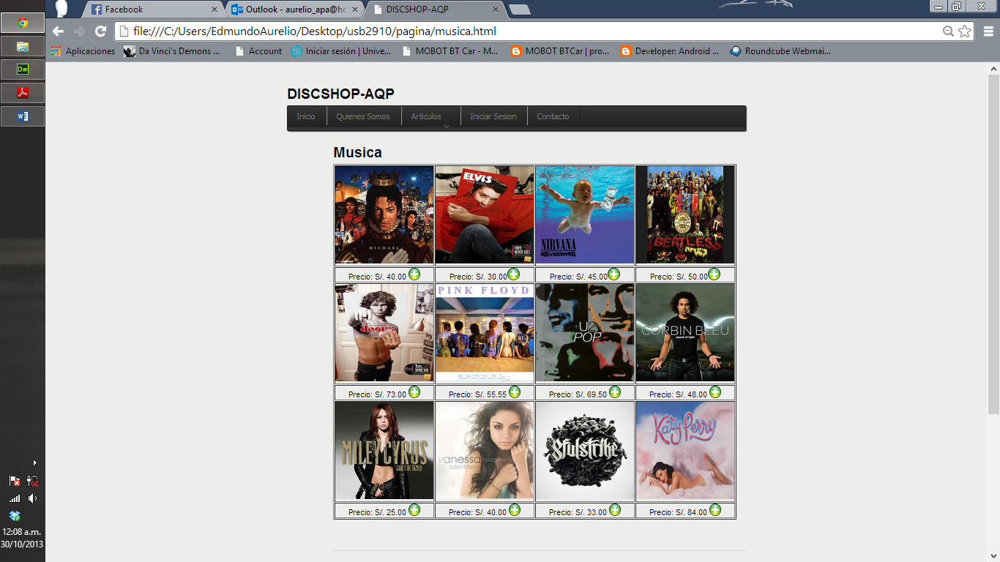 Facebook
Outlook - aurelio_apa@hc
DISCSHOP-AQP
file:///C:/Users/EdmundoAurelio/Desktop/usb2910/pagina/musica.html
Aplicaciones
Da Vinci's Demons ...
Account
Iniciar sesión | Unive...
MOBOT BT Car - M...
MOBOT BTCar | pro...
Developer: Android ...
Roundcube Webmai...
Dw
DISCSHOP-AQP
Inicio
Quienes Somos
Articulos
Iniciar Sesion
Contacto
Musica
MICHAEL
ELVIS
NIRVANA
NEVERMIND
BEATLES
Precio: S/. 40.00
Precio: S/. 30.00
Precio: S/. 45.00
Precio: S/. 50.00
doors
PINK FLOYD
U2
POP
CORBIN BLEU
speed of light
Precio: S/. 73.00
Precio: S/. 55.55
Precio: S/. 69.50
Precio: S/. 48.00
MILEY CYRUS
CAN'T BE TAMED
vanessa hudgens
identified
Katy Perry
Precio: S/. 25.00
Precio: S/. 40.00
Precio: S/. 33.00
Precio: S/. 84.00
12:08 a.m.
30/10/2013